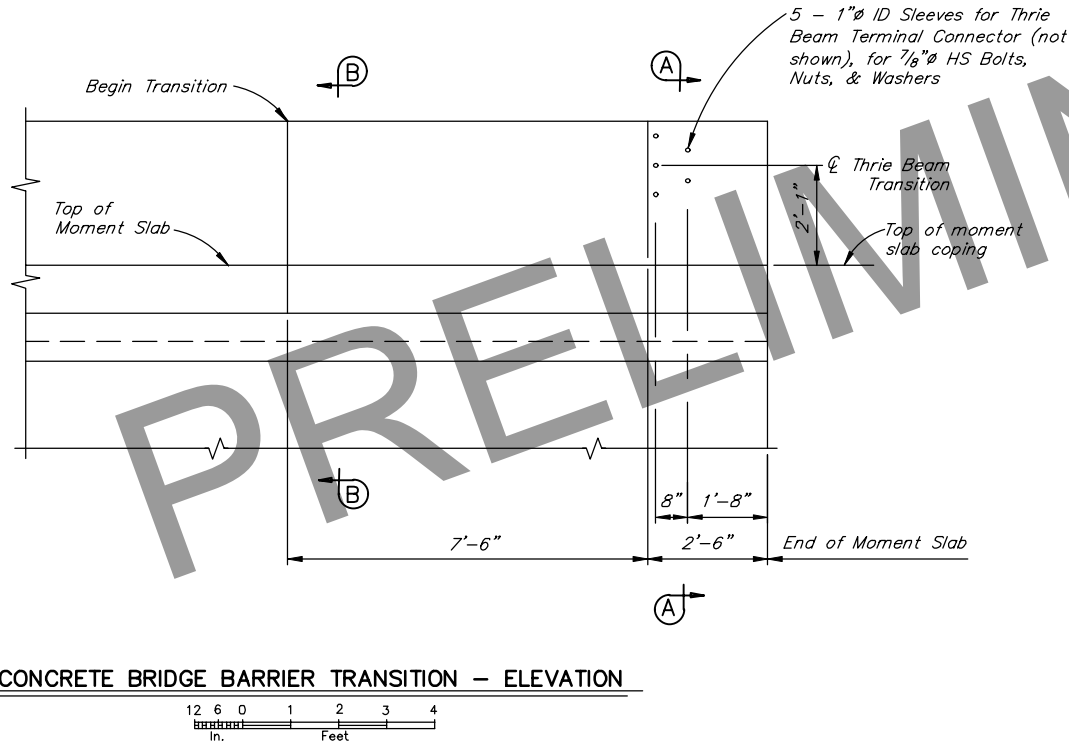 5 – 1"ø ID Sleeves for Thrie
Beam Terminal Connector (not
shown), for 7/8"ø HS Bolts,
Nuts, & Washers
B
A
Begin Transition
℄ Thrie Beam
Transition
2'-1"
Top of
Moment Slab
Top of moment
slab coping
PRELIMIN
B
8"
1'-8"
7'-6"
2'-6"
End of Moment Slab
A
CONCRETE BRIDGE BARRIER TRANSITION – ELEVATION
12 6 0 1 2 3 4
In. Feet